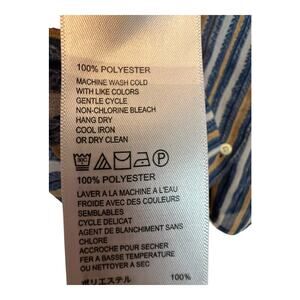 100% POLYESTER
MACHINE WASH COLD
WITH LIKE COLORS
GENTLE CYCLE
NON-CHLORINE BLEACH
HANG DRY
COOL IRON
OR DRY CLEAN
100% POLYESTER
LAVER A LA MACHINE A L'EAU
FROIDE AVEC DES COULEURS
SEMBLABLES
CYCLE DELICAT
AGENT DE BLANCHIMENT SANS
CHLORE
ACCROCHE POUR SECHER
FER A BASSE TEMPERATURE
OU NETTOYER A SEC
ポリエステル 100%